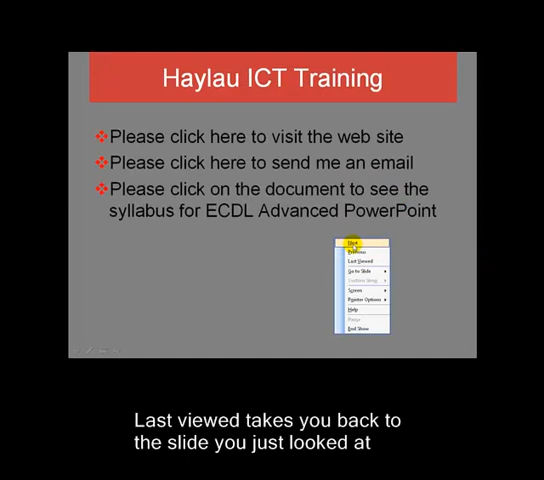 Haylau ICT Training
Please click here to visit the web site
Please click here to send me an email
Please click on the document to see the
syllabus for ECDL Advanced PowerPoint
Next
Previous
Last Viewed
Go to Slide
Custom Show
Screen
Pointer Options
Help
Pause
End Show
Last viewed takes you back to
the slide you just looked at